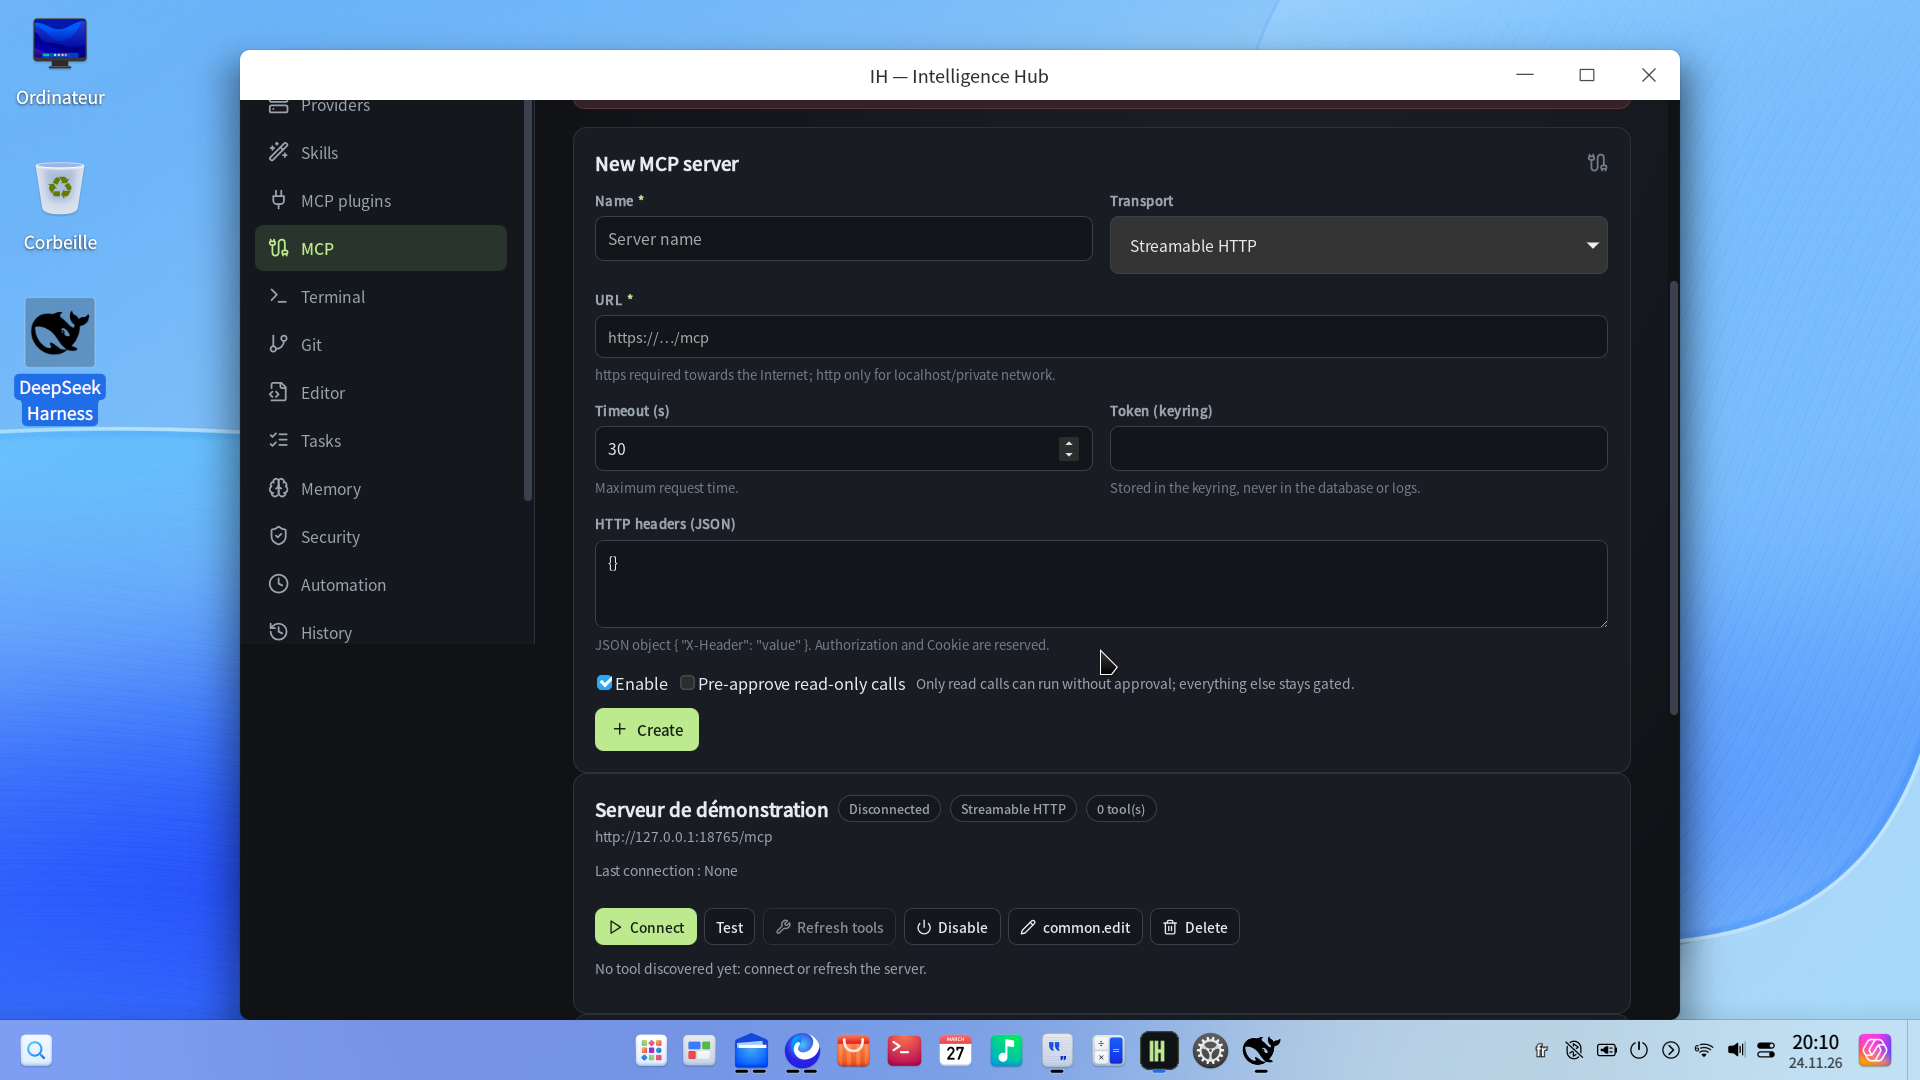 Ordinateur
Corbeille
DeepSeek
Harness
IH — Intelligence Hub
Providers
Skills
MCP plugins
MCP
Terminal
Git
Editor
Tasks
Memory
Security
Automation
History
New MCP server
Name *
Transport
Server name
Streamable HTTP
URL *
https://…/mcp
https required towards the Internet; http only for localhost/private network.
Timeout (s)
Token (keyring)
30
Maximum request time.
Stored in the keyring, never in the database or logs.
HTTP headers (JSON)
{}
JSON object { "X-Header": "value" }. Authorization and Cookie are reserved.
Enable
Pre-approve read-only calls
Only read calls can run without approval; everything else stays gated.
+ Create
Serveur de démonstration
Disconnected
Streamable HTTP
0 tool(s)
http://127.0.0.1:18765/mcp
Last connection : None
Connect
Test
Refresh tools
Disable
common.edit
Delete
No tool discovered yet: connect or refresh the server.
MARCH
27
IH
fr
20:10
24.11.26